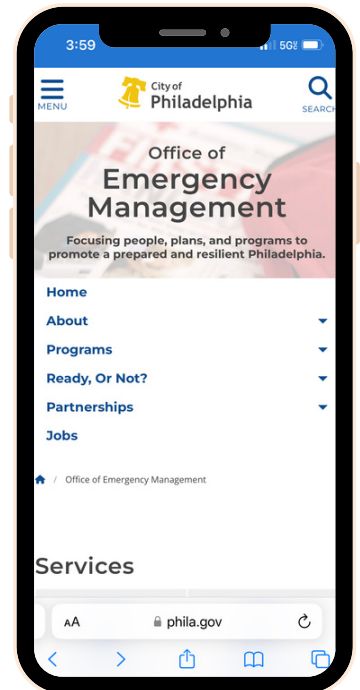 3:59
5G
MENU
City of
Philadelphia
SEARCH
Office of
Emergency
Management
Focusing people, plans, and programs to
promote a prepared and resilient Philadelphia.
Home
About
Programs
Ready, Or Not?
Partnerships
Jobs
/ Office of Emergency Management
Services
AA
phila.gov